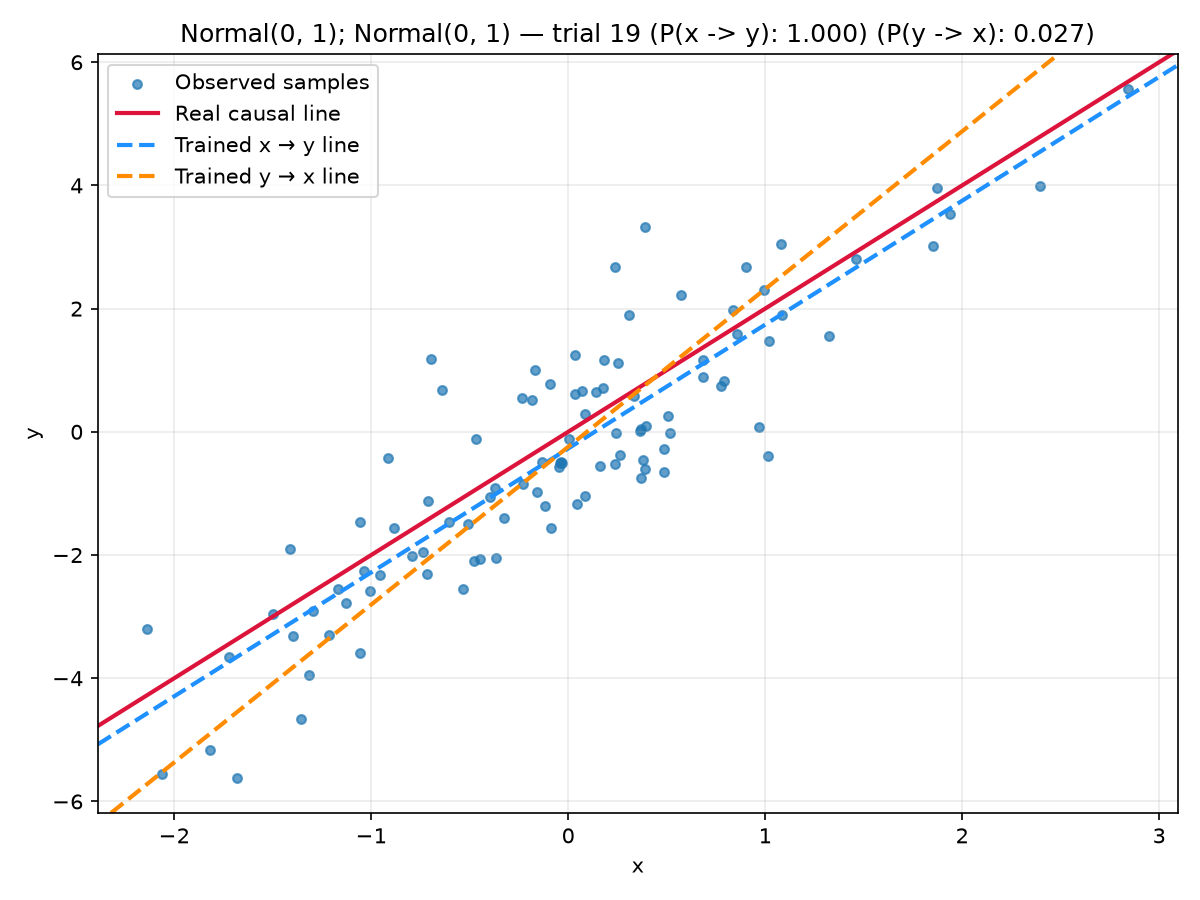 Normal(0, 1); Normal(0, 1) — trial 19 (P(x -> y): 1.000) (P(y -> x): 0.027)
Observed samples
Real causal line
Trained x → y line
Trained y → x line
6
4
2
0
−2
−4
−6
y
−2
−1
0
1
2
3
x